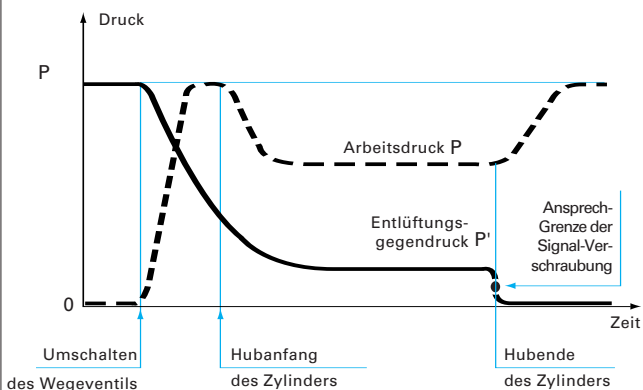 Druck
P
Arbeitsdruck P
Entlüftungs-
gegendruck P'
Ansprech-
Grenze der
Signal-Ver-
schraubung
0
Zeit
Umschalten
des Wegeventils
Hubanfang
des Zylinders
Hubende
des Zylinders